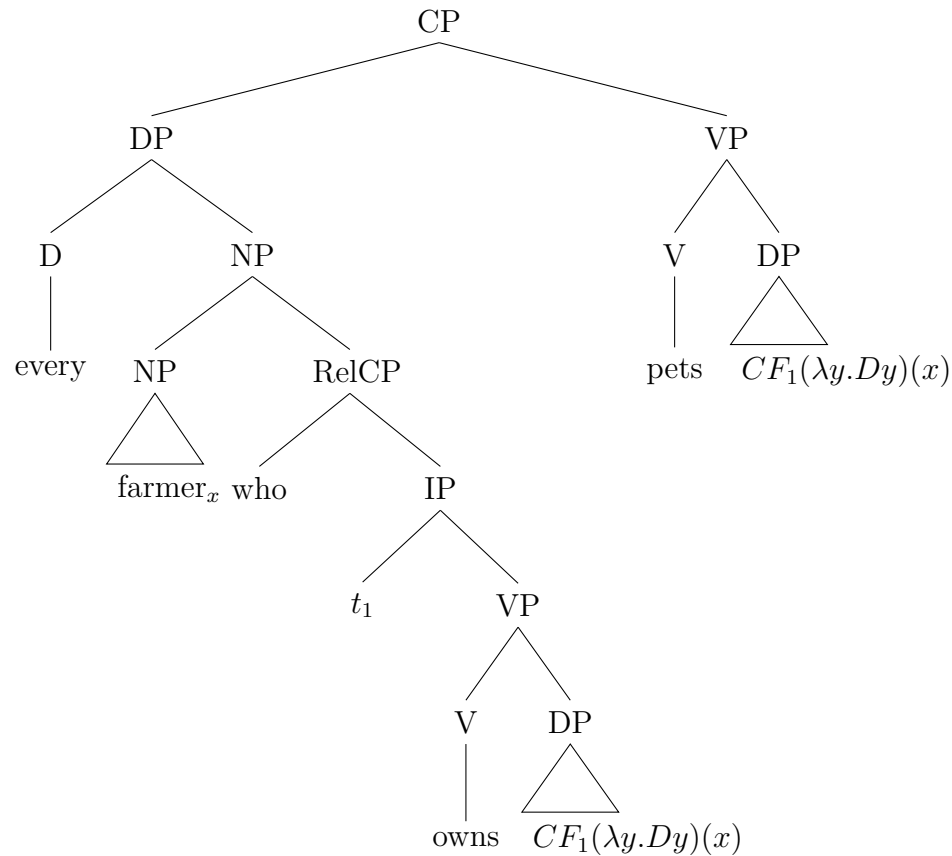 CP
DP VP
D NP V DP
every NP RelCP pets CF₁(λy.Dy)(x)
farmerₓ who IP
t₁ VP
V DP
owns CF₁(λy.Dy)(x)